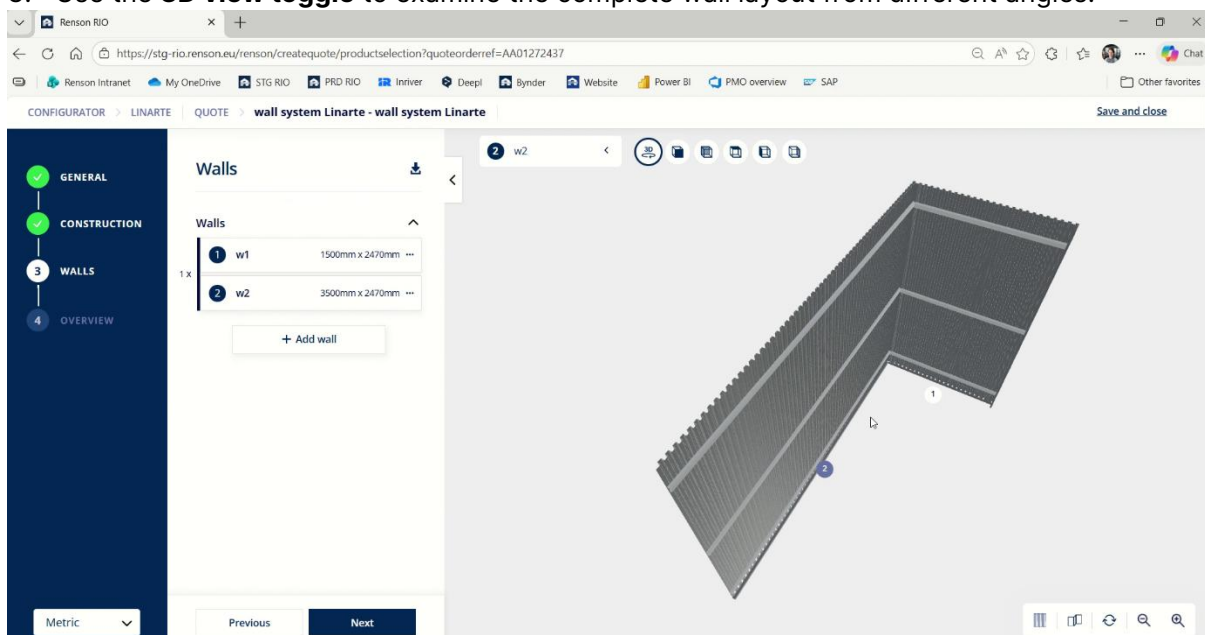 Use the 3D view toggle to examine the complete wall layout from different angles.
Renson RIO
https://stg-rio.renson.eu/renson/createquote/productselection?quoteorderref=AA01272437
Chat
Renson Intranet My OneDrive STG RIO PRD RIO Inriver Deepl Bynder Website Power BI PMO overview SAP Other favorites
CONFIGURATOR > LINARTE QUOTE > wall system Linarte - wall system Linarte Save and close
2 w2 3D
Walls
GENERAL
CONSTRUCTION
Walls
1 w1 1500mm x 2470mm
3 WALLS
1 x
2 w2 3500mm x 2470mm
4 OVERVIEW
+ Add wall
1
2
Metric
Previous Next